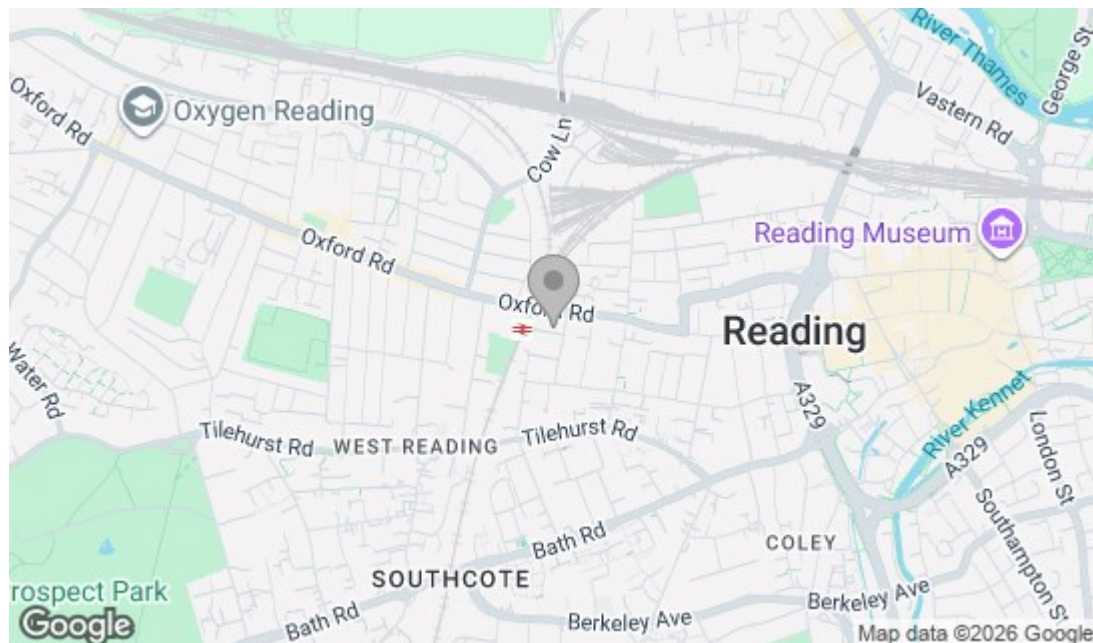 River Thames
George St
Vastern Rd
Oxygen Reading
Oxford Rd
Cow Ln
Reading Museum
Oxford Rd
Oxford Rd
Reading
Water Rd
A329
River Kennet
Tilehurst Rd
WEST READING
Tilehurst Rd
A329
London St
Southampton St
Bath Rd
COLEY
SOUTHCOTE
rospect Park
Bath Rd
Berkeley Ave
Berkeley Ave
Google
Map data ©2026 Google